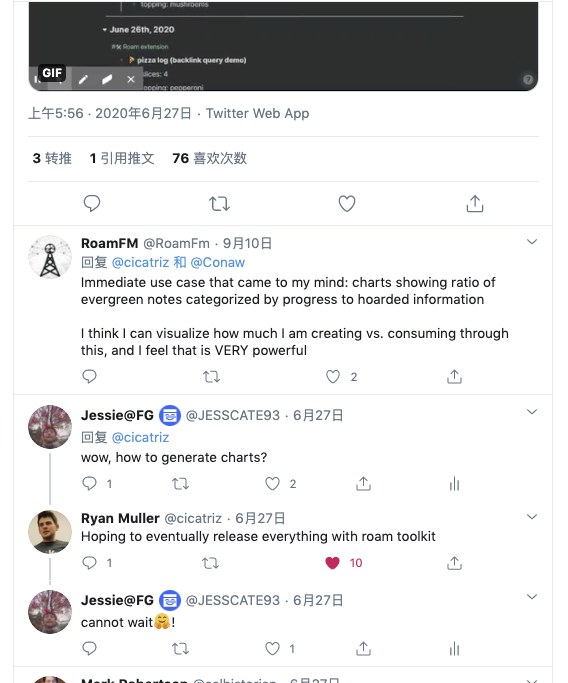 topping: mushrooms
June 26th, 2020
#🛠 Roam extension
🍕 pizza log (backlink query demo)
slices: 4
topping: pepperoni
GIF
上午5:56 · 2020年6月27日 · Twitter Web App
3 转推 1 引用推文 76 喜欢次数
RoamFM @RoamFm · 9月10日
回复 @cicatriz 和 @Conaw
Immediate use case that came to my mind: charts showing ratio of
evergreen notes categorized by progress to hoarded information
I think I can visualize how much I am creating vs. consuming through
this, and I feel that is VERY powerful
2
Jessie@FG @JESSCATE93 · 6月27日
回复 @cicatriz
wow, how to generate charts?
1 2
Ryan Muller @cicatriz · 6月27日
Hoping to eventually release everything with roam toolkit
1 10
Jessie@FG @JESSCATE93 · 6月27日
cannot wait🤗!
1
Mark Robertson @calhistorian · 6月27日